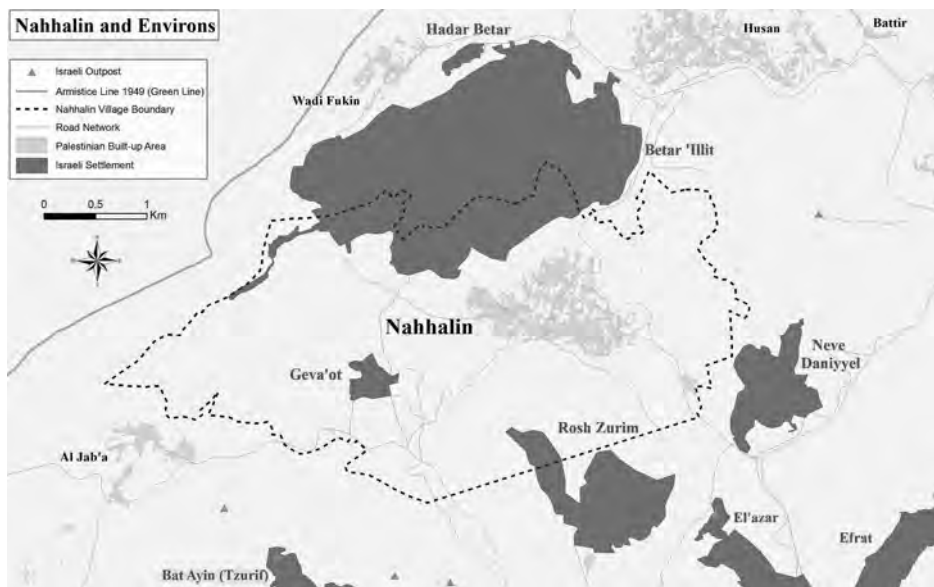 Nahhalin and Environs
Israeli Outpost
Armistice Line 1949 (Green Line)
Nahhalin Village Boundary
Road Network
Palestinian Built-up Area
Israeli Settlement
0 0.5 1
Km
Hadar Betar
Husan
Battir
Wadi Fukin
Betar 'Illit
Nahhalin
Geva'ot
Neve
Daniyyel
Rosh Zurim
Al Jab'a
El'azar
Efrat
Bat Ayin (Tzurif)